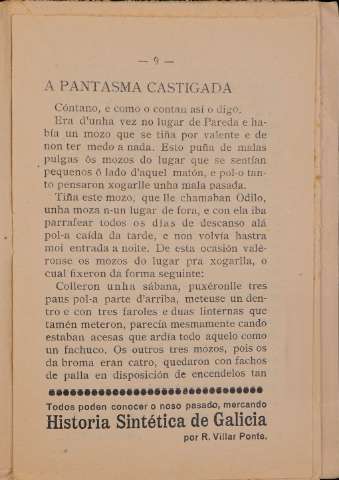 — 9 —
A PANTASMA CASTIGADA
Cóntano, e como o contan así o digo.
Era d'unha vez no lugar de Pareda e ha-
bía un mozo que se tiña por valente e de
non ter medo a nada. Esto puña de malas
pulgas ôs mozos do lugar que se sentían
pequenos ô lado d'aquel matón, e pol-o tan-
to pensaron xogarlle unha mala pasada.
Tiña este mozo, que lle chamaban Odilo,
unha moza n-un lugar de fora, e con ela iba
parrafear todos os días de descanso alá
pol-a caída da tarde, e non volvía hastra
moi entrada a noite. De esta ocasión valé-
ronse os mozos do lugar pra xogarlla, o
cual fixeron da forma seguinte:
Colleron unha sábana, puxéronlle tres
paus pol-a parte d'arriba, meteuse un den-
tro e con tres faroles e duas linternas que
tamén meteron, parecía mesmamente cando
estaban acesas que ardía todo aquelo como
un fachuco. Os outros tres mozos, pois os
da broma eran catro, quedaron con fachos
de palla en disposición de encendelos tan
Todos poden conocer o noso pasado, mercando
Historia Sintética de Galicia
por R. Villar Ponte.